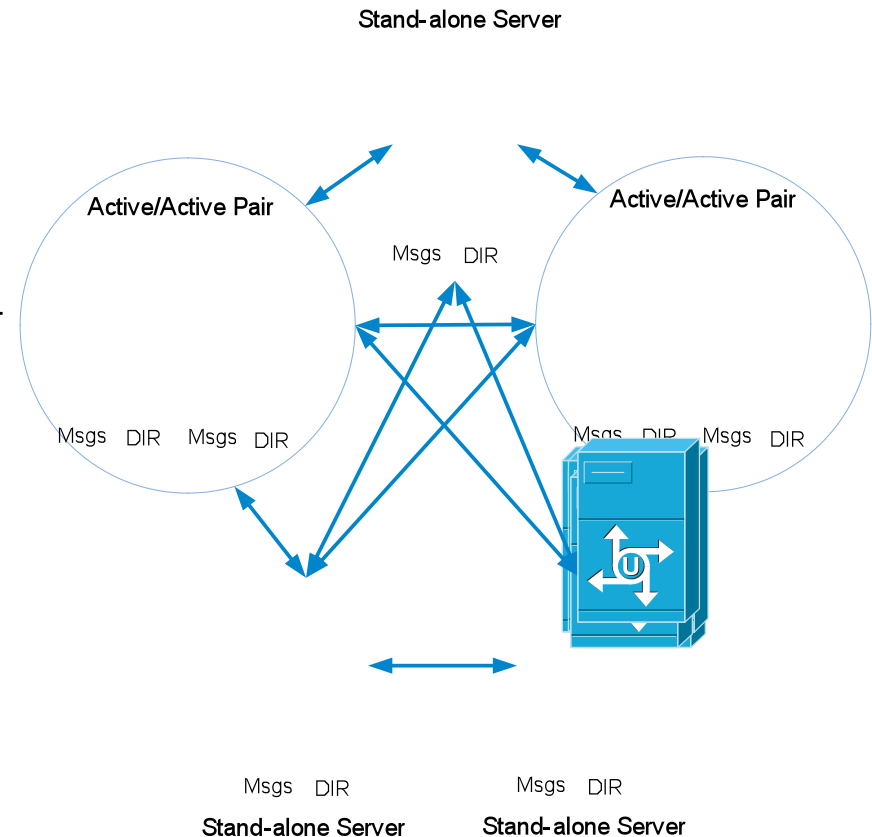 Stand-alone Server
Active/Active Pair
Active/Active Pair
Msgs DIR
Msgs DIR Msgs DIR
Msgs DIR Msgs DIR
U
Msgs DIR
Msgs DIR
Stand-alone Server
Stand-alone Server